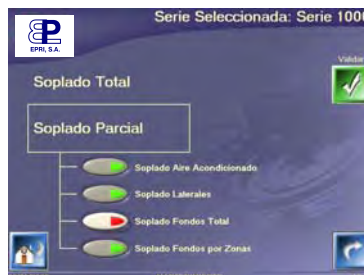 Serie Seleccionada: Serie 100
EPRI, S.A.
Validar
Soplado Total
Soplado Parcial
Soplado Aire Acondicionado
Soplado Laterales
Soplado Fondos Total
Soplado Fondos por Zonas